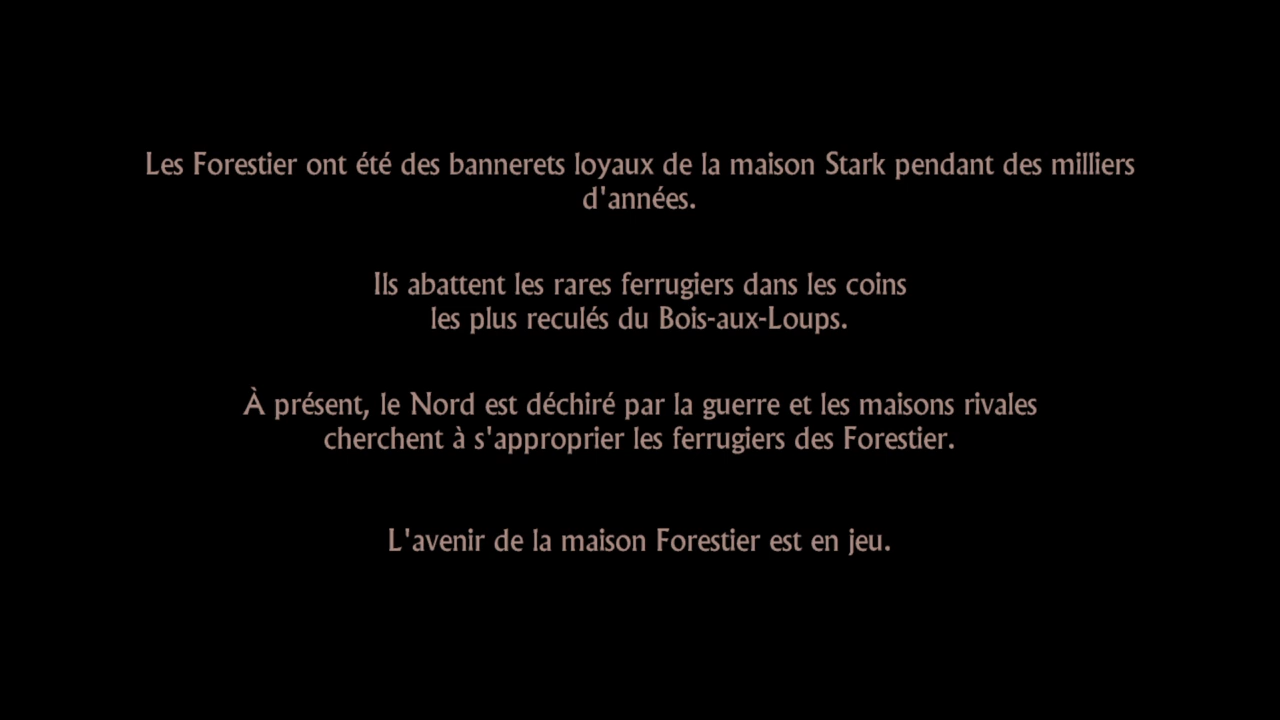 Les Forestier ont été des bannerets loyaux de la maison Stark pendant des milliers
d'années.
Ils abattent les rares ferrugiers dans les coins
les plus reculés du Bois-aux-Loups.
À présent, le Nord est déchiré par la guerre et les maisons rivales
cherchent à s'approprier les ferrugiers des Forestier.
L'avenir de la maison Forestier est en jeu.